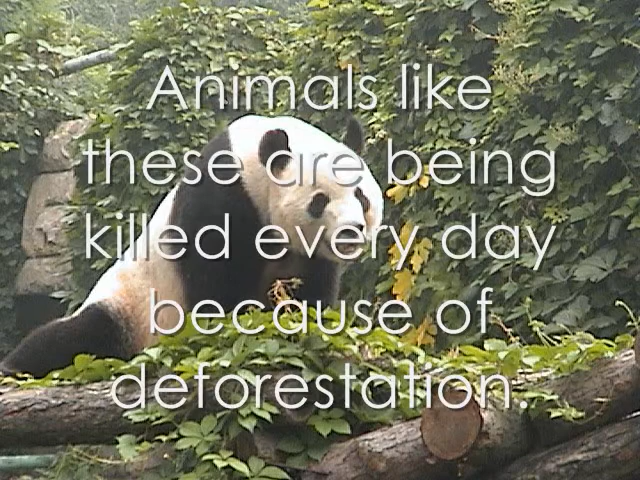 Animals like
these are being
killed every day
because of
deforestation.